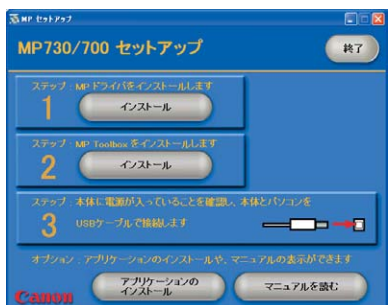 MP セットアップ
MP730/700 セットアップ
終了
ステップ：MP ドライバをインストールします
1
インストール
ステップ：MP Toolbox をインストールします
2
インストール
ステップ：本体に電源が入っていることを確認し、本体とパソコンを
3
USBケーブルで接続します
オプション：アプリケーションのインストールや、マニュアルの表示ができます
Canon
アプリケーションの
インストール
マニュアルを読む